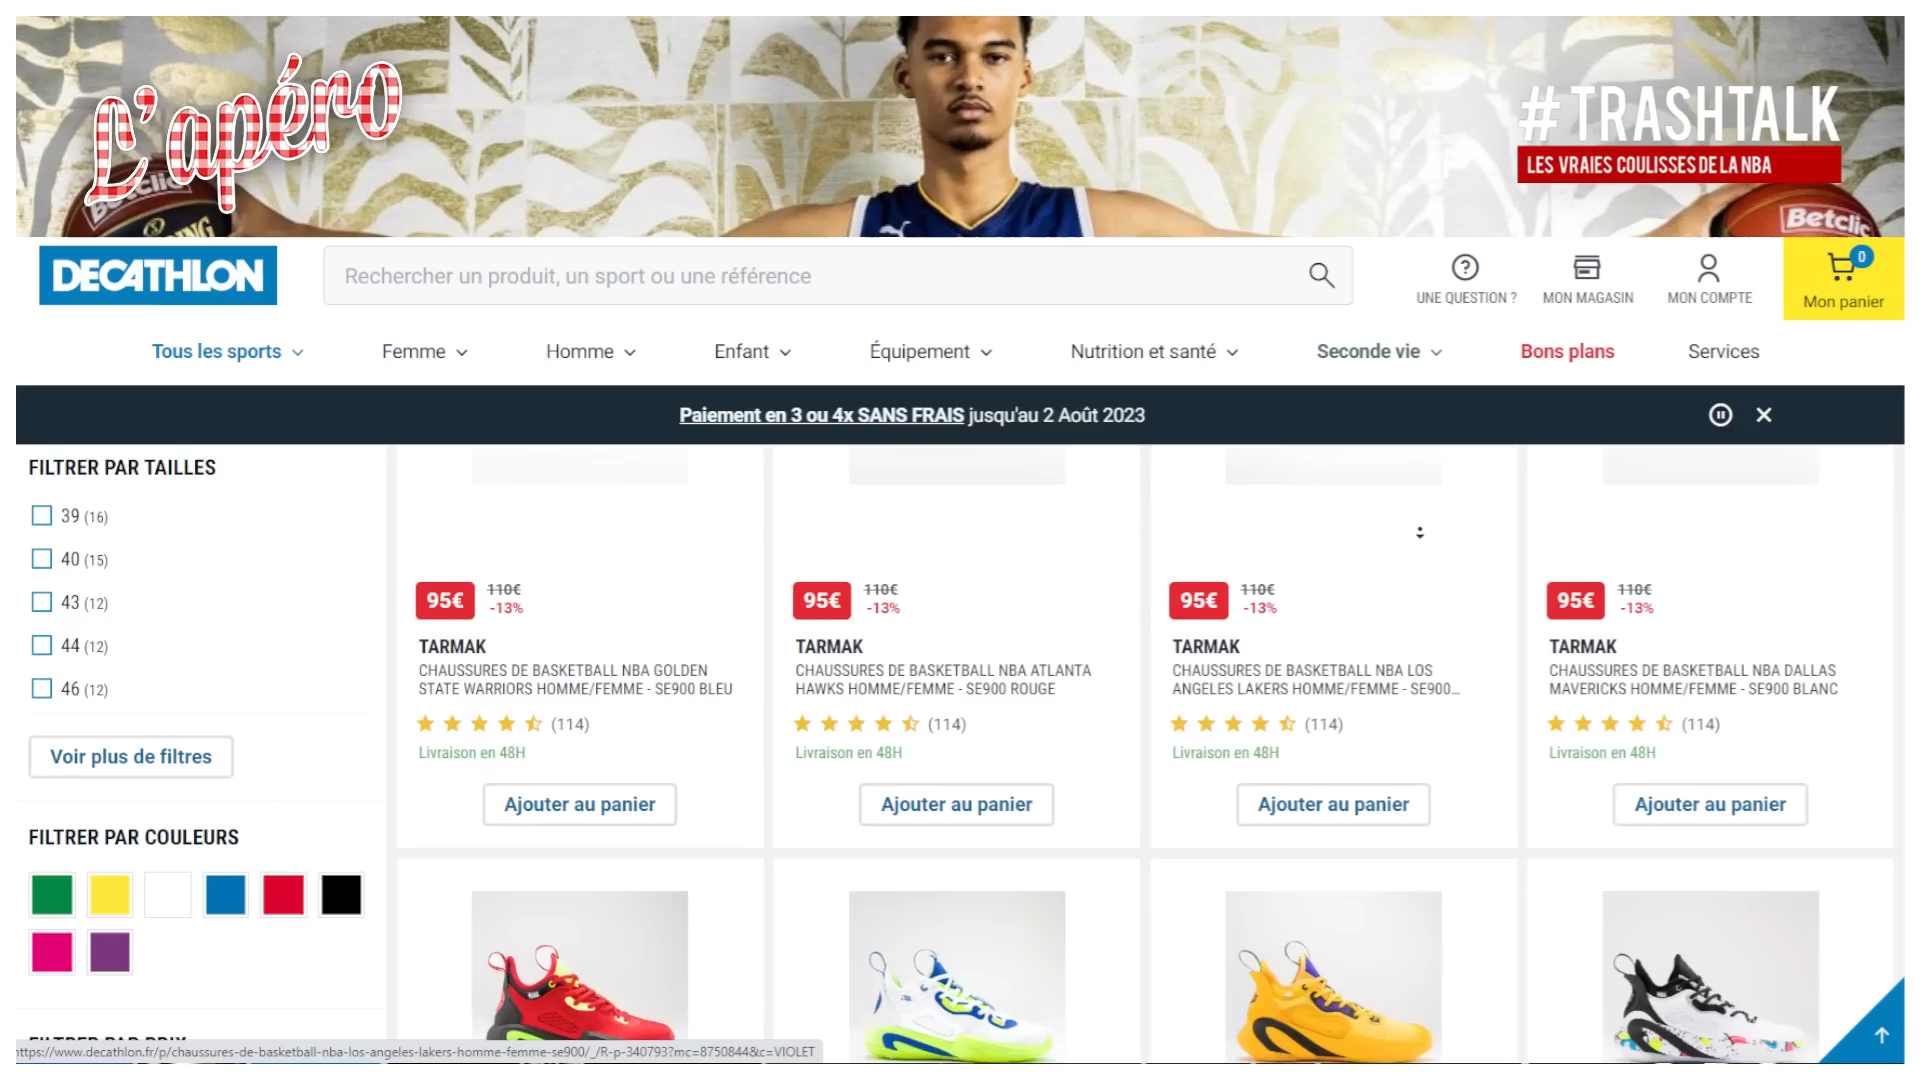 L'apéro
#TRASHTALK
LES VRAIES COULISSES DE LA NBA
Betclic
Betclic
DECATHLON
Rechercher un produit, un sport ou une référence
UNE QUESTION ?
MON MAGASIN
MON COMPTE
0
Mon panier
Tous les sports
Femme
Homme
Enfant
Équipement
Nutrition et santé
Seconde vie
Bons plans
Services
Paiement en 3 ou 4x SANS FRAIS jusqu'au 2 Août 2023
FILTRER PAR TAILLES
39 (16)
40 (15)
43 (12)
44 (12)
46 (12)
Voir plus de filtres
FILTRER PAR COULEURS
FILTRER PAR PRIX
95€ 110€
-13%
TARMAK
CHAUSSURES DE BASKETBALL NBA GOLDEN
STATE WARRIORS HOMME/FEMME - SE900 BLEU
(114)
Livraison en 48H
Ajouter au panier
95€ 110€
-13%
TARMAK
CHAUSSURES DE BASKETBALL NBA ATLANTA
HAWKS HOMME/FEMME - SE900 ROUGE
(114)
Livraison en 48H
Ajouter au panier
95€ 110€
-13%
TARMAK
CHAUSSURES DE BASKETBALL NBA LOS
ANGELES LAKERS HOMME/FEMME - SE900...
(114)
Livraison en 48H
Ajouter au panier
95€ 110€
-13%
TARMAK
CHAUSSURES DE BASKETBALL NBA DALLAS
MAVERICKS HOMME/FEMME - SE900 BLANC
(114)
Livraison en 48H
Ajouter au panier
https://www.decathlon.fr/p/chaussures-de-basketball-nba-los-angeles-lakers-homme-femme-se900/_/R-p-340793?mc=8750844&c=VIOLET